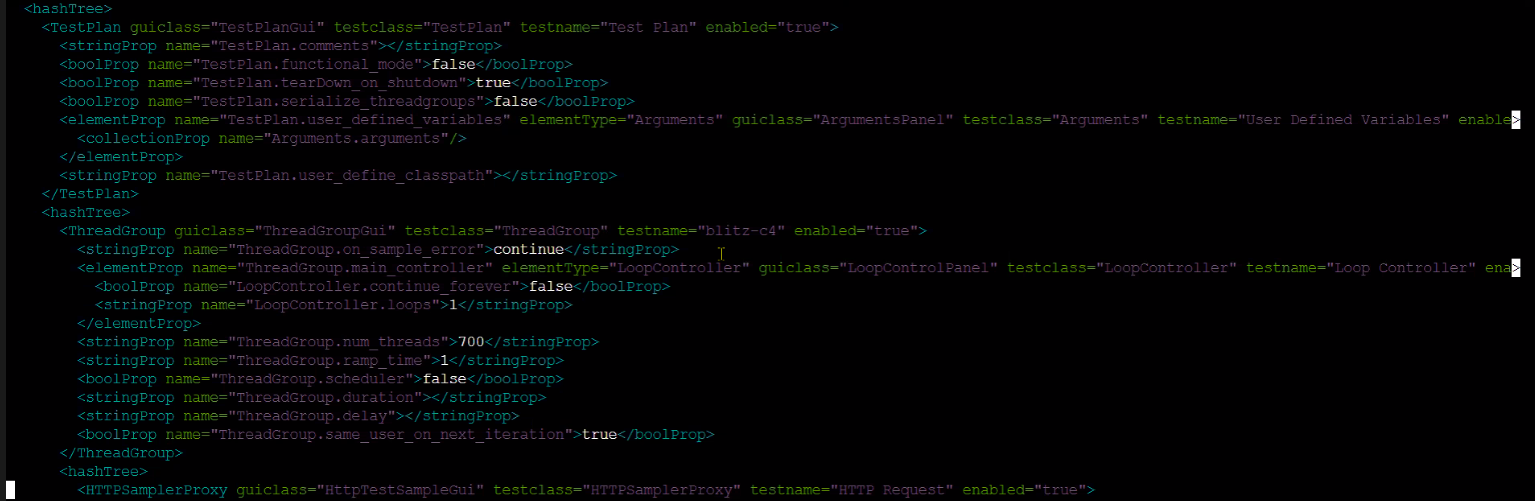 <hashTree>
<TestPlan guiclass="TestPlanGui" testclass="TestPlan" testname="Test Plan" enabled="true">
<stringProp name="TestPlan.comments"></stringProp>
<boolProp name="TestPlan.functional_mode">false</boolProp>
<boolProp name="TestPlan.tearDown_on_shutdown">true</boolProp>
<boolProp name="TestPlan.serialize_threadgroups">false</boolProp>
<elementProp name="TestPlan.user_defined_variables" elementType="Arguments" guiclass="ArgumentsPanel" testclass="Arguments" testname="User Defined Variables" enable>
<collectionProp name="Arguments.arguments"/>
</elementProp>
<stringProp name="TestPlan.user_define_classpath"></stringProp>
</TestPlan>
<hashTree>
<ThreadGroup guiclass="ThreadGroupGui" testclass="ThreadGroup" testname="blitz-c4" enabled="true">
<stringProp name="ThreadGroup.on_sample_error">continue</stringProp>
<elementProp name="ThreadGroup.main_controller" elementType="LoopController" guiclass="LoopControlPanel" testclass="LoopController" testname="Loop Controller" ena>
<boolProp name="LoopController.continue_forever">false</boolProp>
<stringProp name="LoopController.loops">1</stringProp>
</elementProp>
<stringProp name="ThreadGroup.num_threads">700</stringProp>
<stringProp name="ThreadGroup.ramp_time">1</stringProp>
<boolProp name="ThreadGroup.scheduler">false</boolProp>
<stringProp name="ThreadGroup.duration"></stringProp>
<stringProp name="ThreadGroup.delay"></stringProp>
<boolProp name="ThreadGroup.same_user_on_next_iteration">true</boolProp>
</ThreadGroup>
<hashTree>
<HTTPSamplerProxy guiclass="HttpTestSampleGui" testclass="HTTPSamplerProxy" testname="HTTP Request" enabled="true">